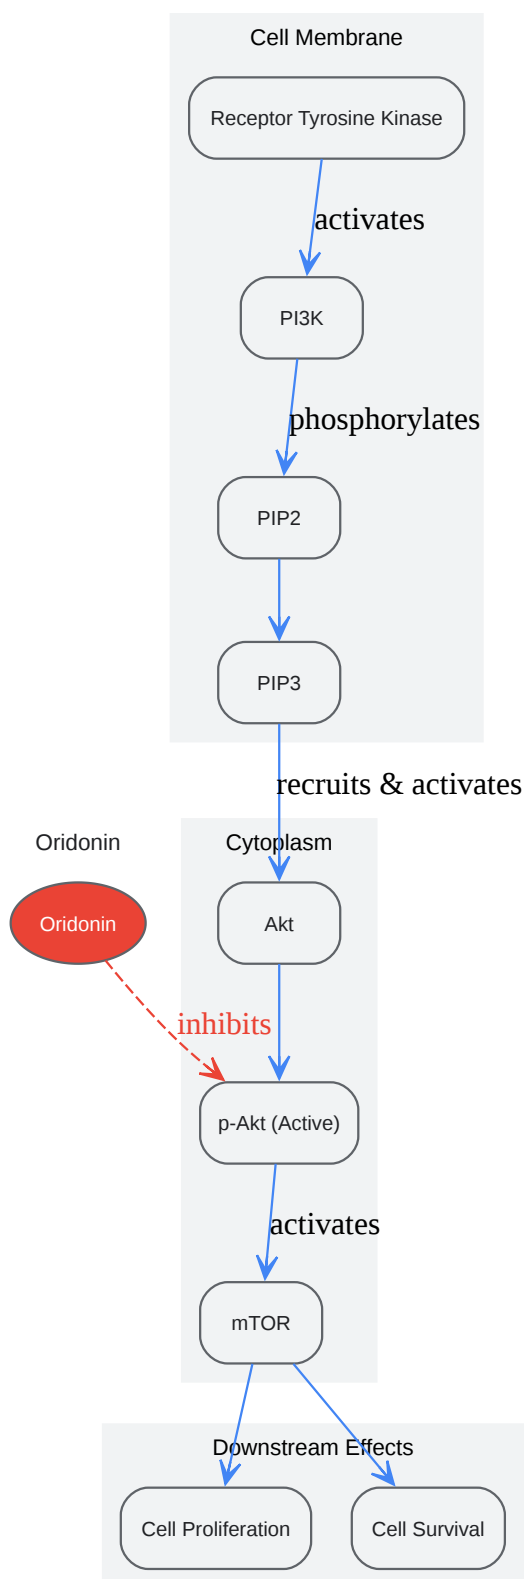 Cell Membrane
Receptor Tyrosine Kinase
activates
PI3K
phosphorylates
PIP2
PIP3
recruits & activates
Oridonin
Cytoplasm
Oridonin
Akt
inhibits
p-Akt (Active)
activates
mTOR
Downstream Effects
Cell Proliferation
Cell Survival